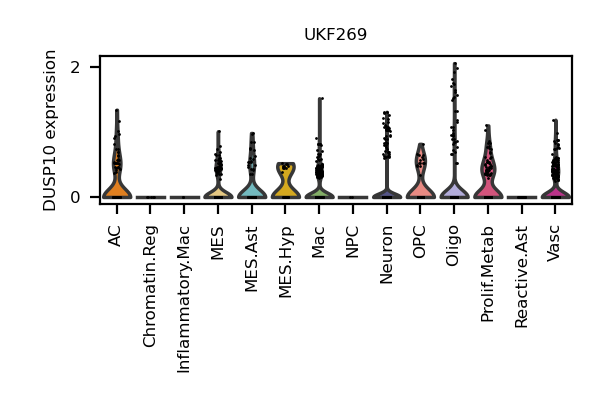 UKF269
DUSP10 expression
2
0
AC
Chromatin.Reg
Inflammatory.Mac
MES
MES.Ast
MES.Hyp
Mac
NPC
Neuron
OPC
Oligo
Prolif.Metab
Reactive.Ast
Vasc